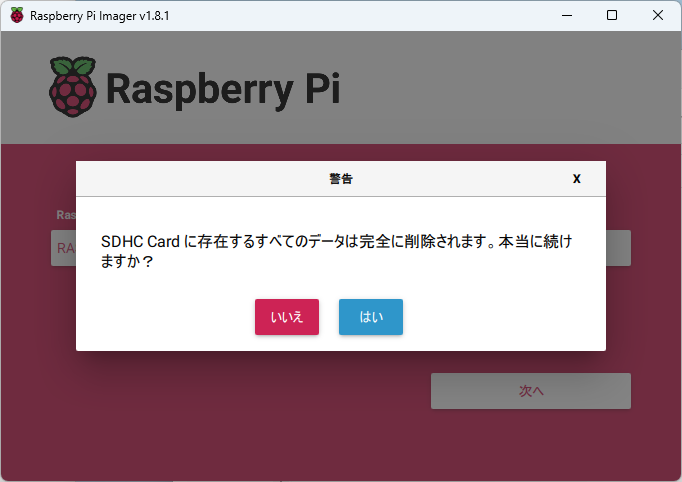 Raspberry Pi Imager v1.8.1
Raspberry Pi
警告
X
Ras
RA
SDHC Card に存在するすべてのデータは完全に削除されます。本当に続け
ますか？
いいえ
はい
次へ